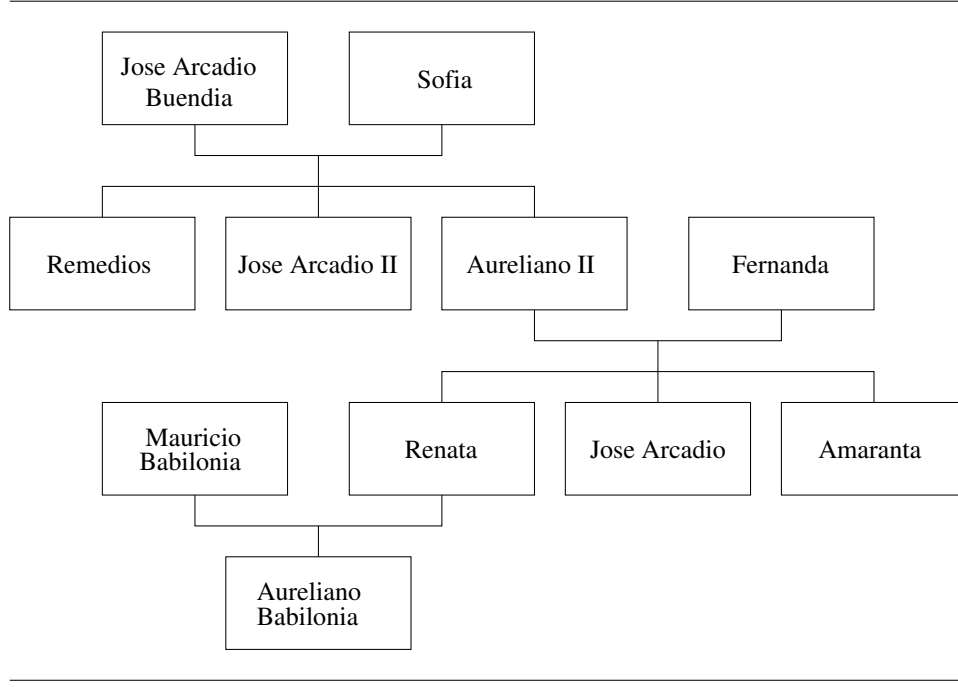 Jose Arcadio
Buendia
Sofia
Remedios
Jose Arcadio II
Aureliano II
Fernanda
Mauricio
Babilonia
Renata
Jose Arcadio
Amaranta
Aureliano
Babilonia